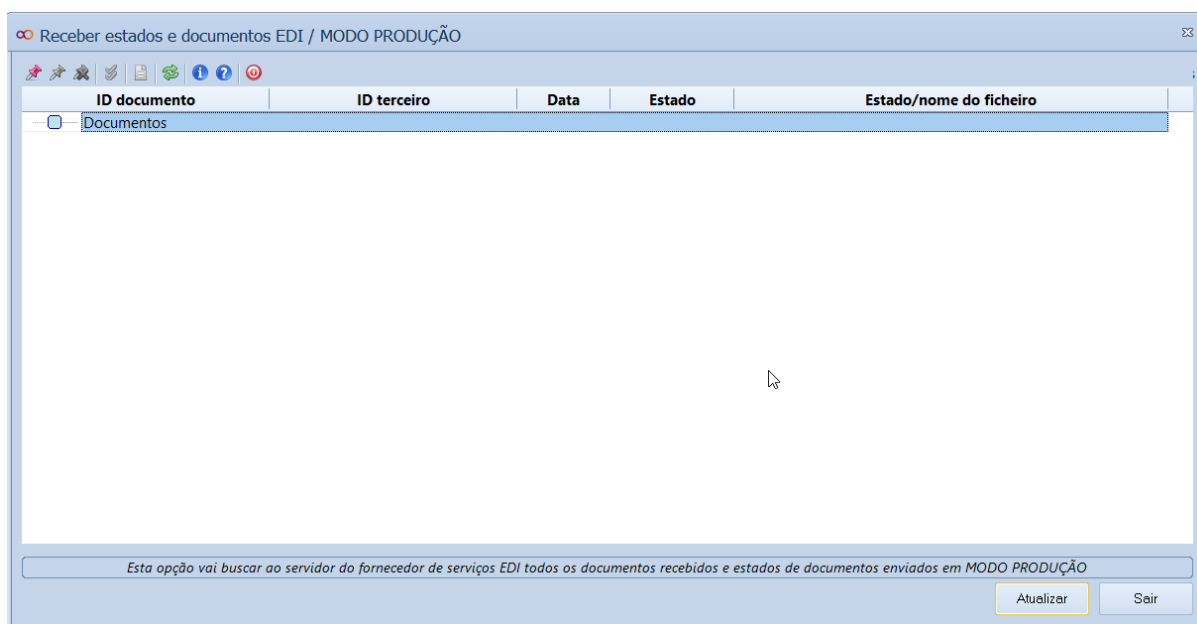 Receber estados e documentos EDI / MODO PRODUÇÃO
ID documento ID terceiro Data Estado Estado/nome do ficheiro
Documentos
Esta opção vai buscar ao servidor do fornecedor de serviços EDI todos os documentos recebidos e estados de documentos enviados em MODO PRODUÇÃO
Atualizar Sair